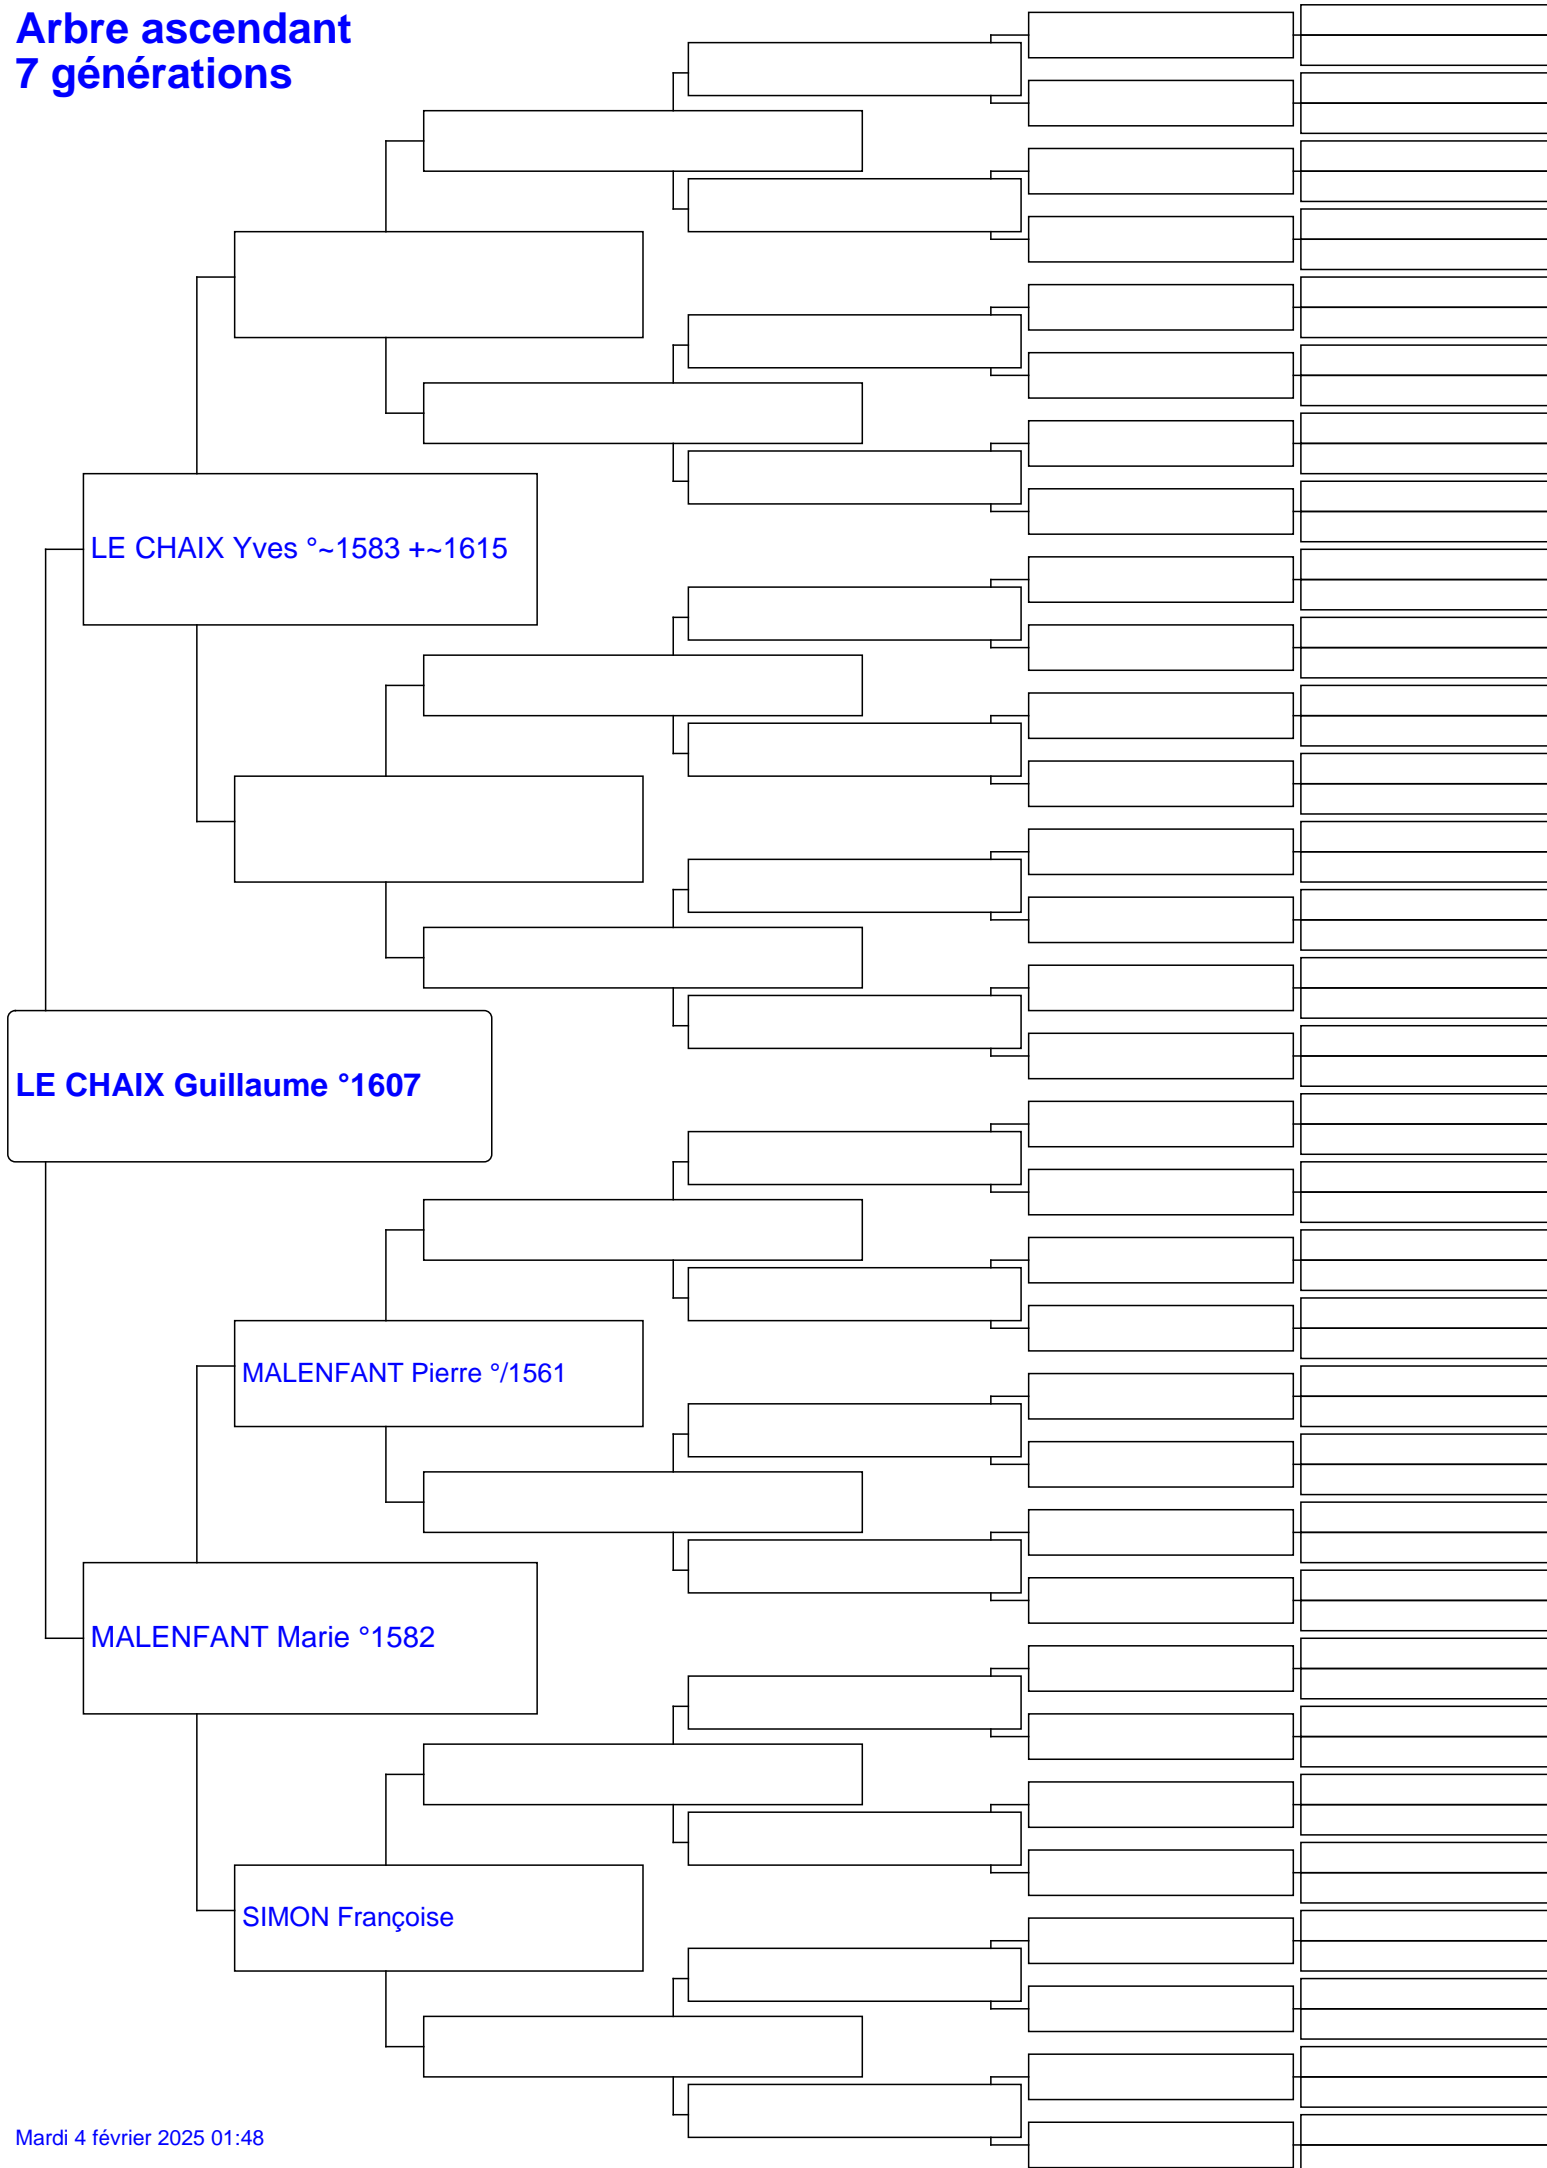 Arbre ascendant
7 générations
LE CHAIX Yves °~1583 +~1615
LE CHAIX Guillaume °1607
MALENFANT Pierre °/1561
MALENFANT Marie °1582
SIMON Françoise
Mardi 4 février 2025 01:48